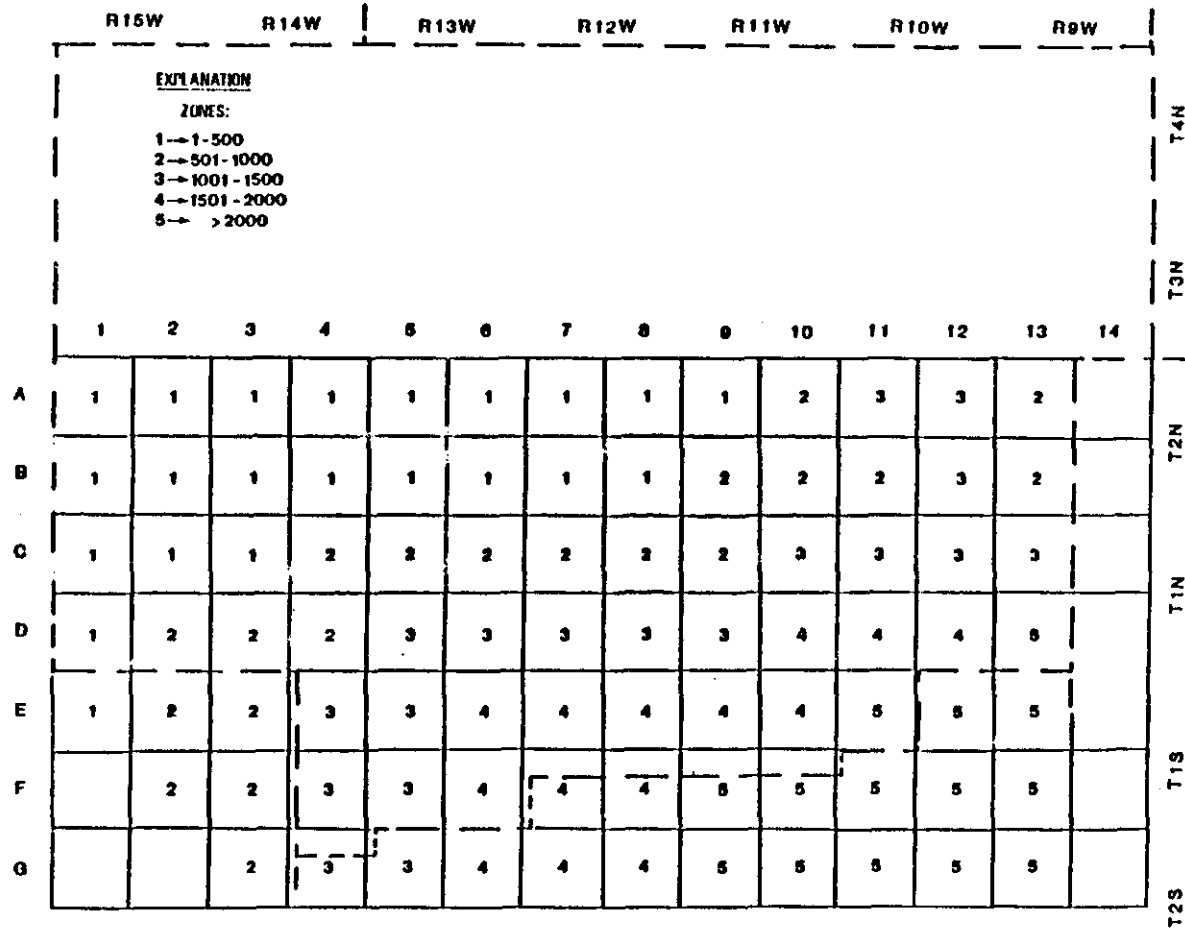 R15W R14W R13W R12W R11W R10W R9W
EXPLANATION
ZONES:
1→1-500
2→501-1000
3→1001-1500
4→1501-2000
5→ >2000
T4N
T3N
1 2 3 4 5 6 7 8 9 10 11 12 13 14
A 1 1 1 1 1 1 1 1 1 2 3 3 2
T2N
B 1 1 1 1 1 1 1 1 2 2 2 3 2
C 1 1 1 2 2 2 2 2 2 3 3 3 3
T1N
D 1 2 2 2 3 3 3 3 3 4 4 4 5
E 1 2 2 3 3 4 4 4 4 4 5 5 5
T1S
F 2 2 3 3 4 4 4 5 5 5 5 5
G 2 3 3 4 4 4 5 5 5 5 5
T2S